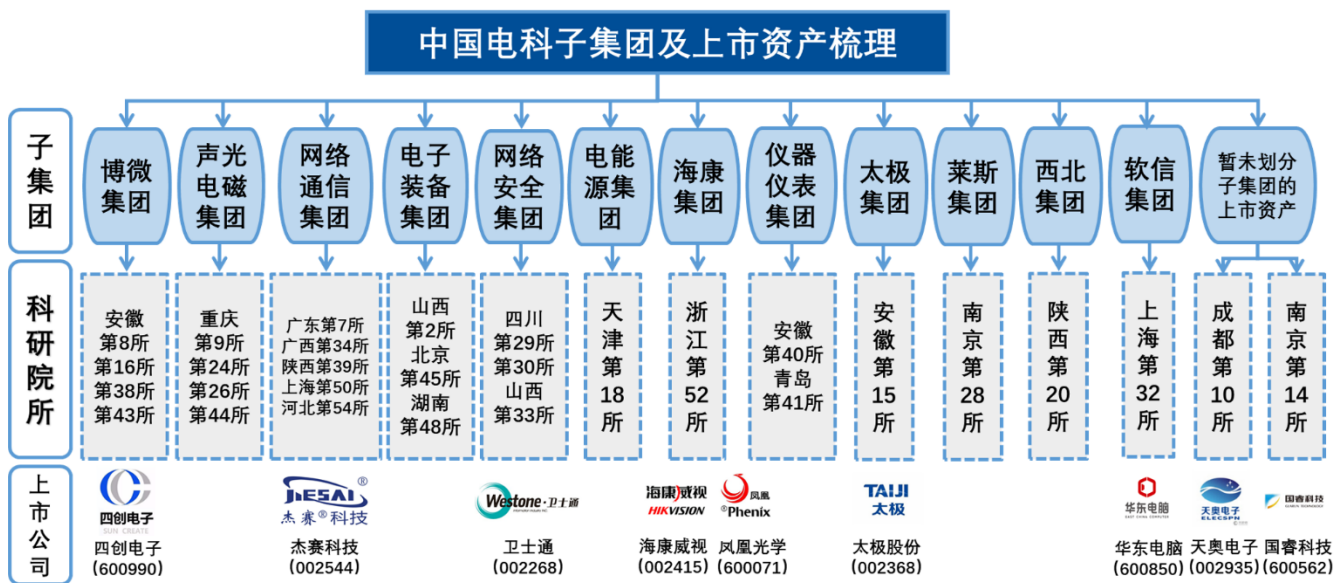 中国电科子集团及上市资产梳理
子
集
团
博微
集团
声光
电磁
集团
网络
通信
集团
电子
装备
集团
网络
安全
集团
电能
源集
团
海康
集团
仪器
仪表
集团
太极
集团
莱斯
集团
西北
集团
软信
集团
暂未划分
子集团的
上市资产
科
研
院
所
安徽
第8所
第16所
第38所
第43所
重庆
第9所
第24所
第26所
第44所
广东第7所
广西第34所
陕西第39所
上海第50所
河北第54所
山西
第2所
北京
第45所
湖南
第48所
四川
第29所
第30所
山西
第33所
天
津
第
18
所
浙
江
第
52
所
安徽
第40所
青岛
第41所
安
徽
第
15
所
南
京
第
28
所
陕
西
第
20
所
上
海
第
32
所
成
都
第
10
所
南
京
第
14
所
上
市
公
司
四创电子
SUN CREATE
四创电子
(600990)
JIESAI®
杰赛®科技
杰赛科技
(002544)
Westone·卫士通
卫士通
(002268)
海康威视
HIKVISION
海康威视
(002415)
凤凰
®Phenix
凤凰光学
(600071)
TAIJI
太极
太极股份
(002368)
华东电脑
EAST CHINA COMPUTER
华东电脑
(600850)
天奥电子
ELECSPN
天奥电子
(002935)
国睿科技
国睿科技
(600562)